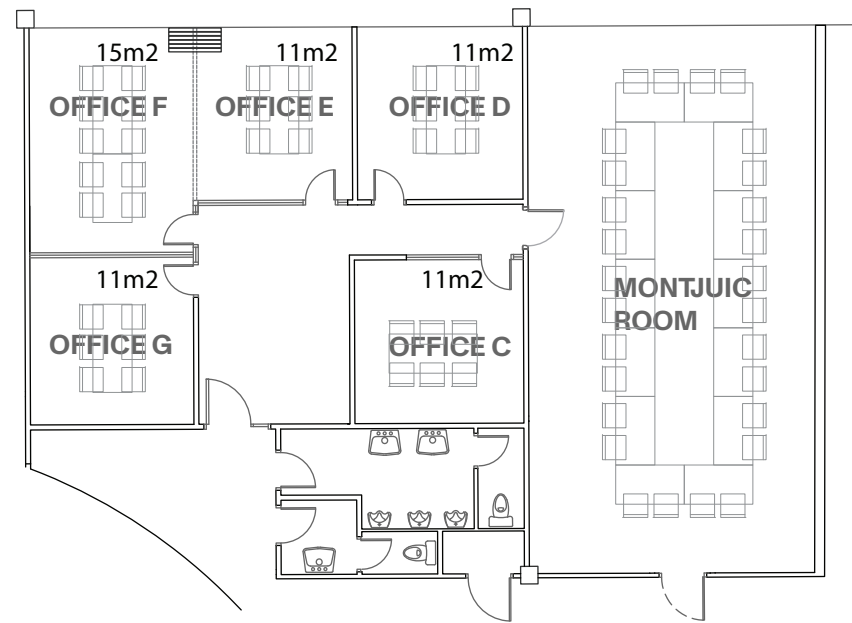 15m2
OFFICE F
11m2
OFFICE E
11m2
OFFICE D
11m2
OFFICE G
11m2
OFFICE C
MONTJUIC
ROOM